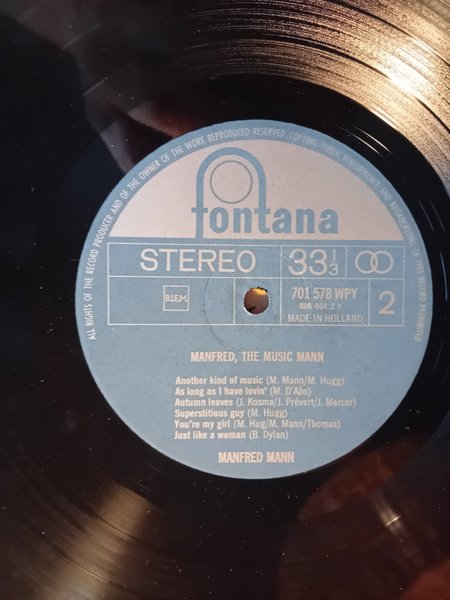 ALL RIGHTS OF THE RECORD PRODUCER AND OF THE OWNER OF THE WORK REPRODUCED RESERVED. COPYING, PUBLIC PERFORMANCE AND BROADCASTING OF THIS RECORD PROHIBITED
fontana
STEREO 33 1/3
B.I.E.M. 701 578 WPY 2
686 404.2 Y
MADE IN HOLLAND
MANFRED, THE MUSIC MANN
Another kind of music (M. Mann/M. Hugg)
As long as I have lovin' (M. D'Abo)
Autumn leaves (J. Kosma/J. Prévert/J. Mercer)
Superstitious guy (M. Hugg)
You're my girl (M. Hug/M. Mann/Thomas)
Just like a woman (B. Dylan)
MANFRED MANN